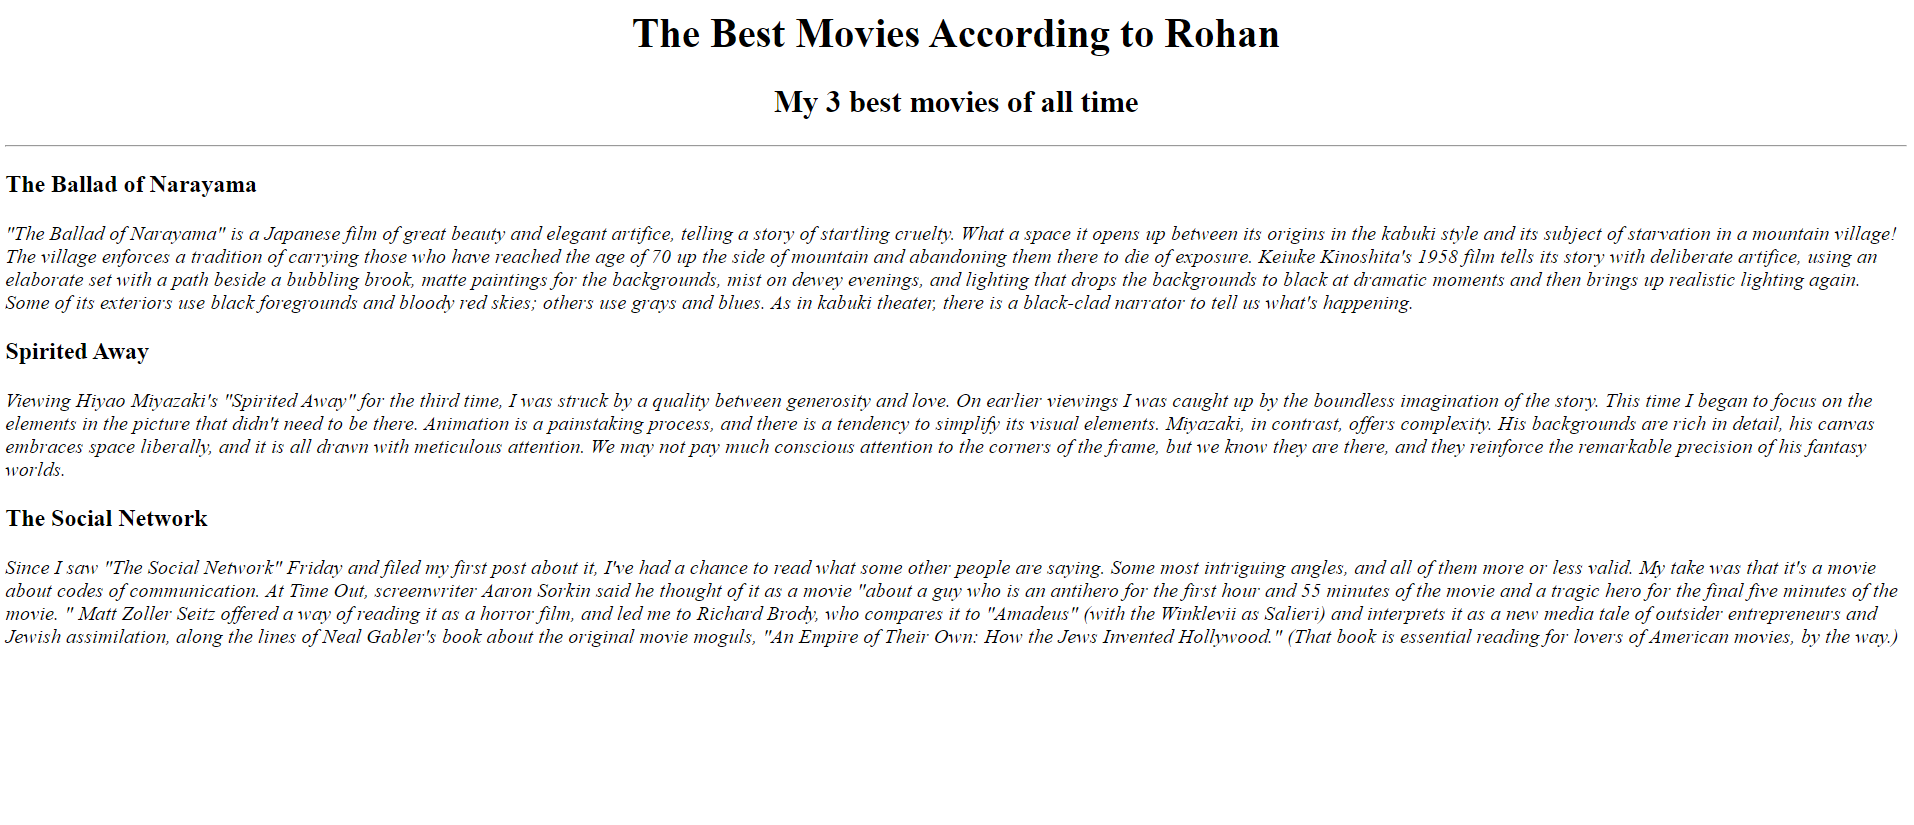 The Best Movies According to Rohan
My 3 best movies of all time
The Ballad of Narayama
"The Ballad of Narayama" is a Japanese film of great beauty and elegant artifice, telling a story of startling cruelty. What a space it opens up between its origins in the kabuki style and its subject of starvation in a mountain village!
The village enforces a tradition of carrying those who have reached the age of 70 up the side of mountain and abandoning them there to die of exposure. Keiuke Kinoshita's 1958 film tells its story with deliberate artifice, using an
elaborate set with a path beside a bubbling brook, matte paintings for the backgrounds, mist on dewey evenings, and lighting that drops the backgrounds to black at dramatic moments and then brings up realistic lighting again.
Some of its exteriors use black foregrounds and bloody red skies; others use grays and blues. As in kabuki theater, there is a black-clad narrator to tell us what's happening.
Spirited Away
Viewing Hiyao Miyazaki's "Spirited Away" for the third time, I was struck by a quality between generosity and love. On earlier viewings I was caught up by the boundless imagination of the story. This time I began to focus on the
elements in the picture that didn't need to be there. Animation is a painstaking process, and there is a tendency to simplify its visual elements. Miyazaki, in contrast, offers complexity. His backgrounds are rich in detail, his canvas
embraces space liberally, and it is all drawn with meticulous attention. We may not pay much conscious attention to the corners of the frame, but we know they are there, and they reinforce the remarkable precision of his fantasy
worlds.
The Social Network
Since I saw "The Social Network" Friday and filed my first post about it, I've had a chance to read what some other people are saying. Some most intriguing angles, and all of them more or less valid. My take was that it's a movie
about codes of communication. At Time Out, screenwriter Aaron Sorkin said he thought of it as a movie "about a guy who is an antihero for the first hour and 55 minutes of the movie and a tragic hero for the final five minutes of the
movie. " Matt Zoller Seitz offered a way of reading it as a horror film, and led me to Richard Brody, who compares it to "Amadeus" (with the Winklevii as Salieri) and interprets it as a new media tale of outsider entrepreneurs and
Jewish assimilation, along the lines of Neal Gabler's book about the original movie moguls, "An Empire of Their Own: How the Jews Invented Hollywood." (That book is essential reading for lovers of American movies, by the way.)